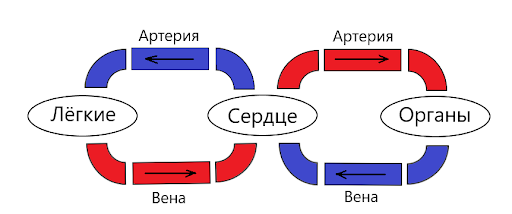 Артерия
Артерия
Лёгкие
Сердце
Органы
Вена
Вена